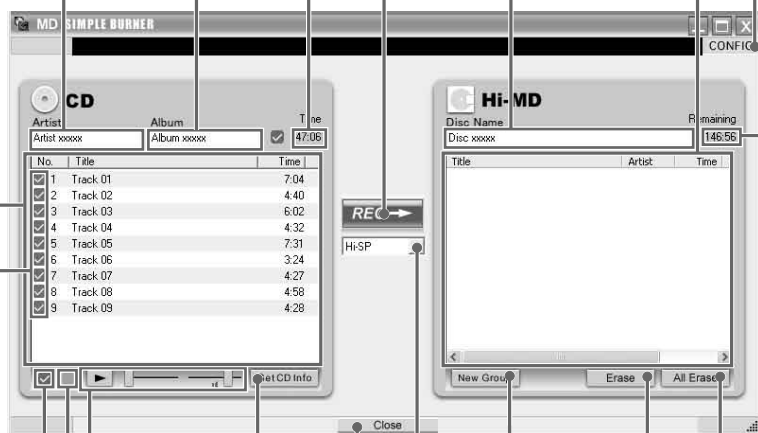 MD SIMPLE BURNER
CONFIG
CD
Hi-MD
Artist Album Time
Disc Name Remaining
Artist xxxxx Album xxxxx 47:06
Disc xxxxx 146:56
No. Title Time
Title Artist Time
1 Track 01 7:04
2 Track 02 4:40
3 Track 03 6:02
4 Track 04 4:32
5 Track 05 7:31
6 Track 06 3:24
7 Track 07 4:27
8 Track 08 4:58
9 Track 09 4:28
REC
Hi-SP
Get CD Info
New Group Erase All Erase
Close